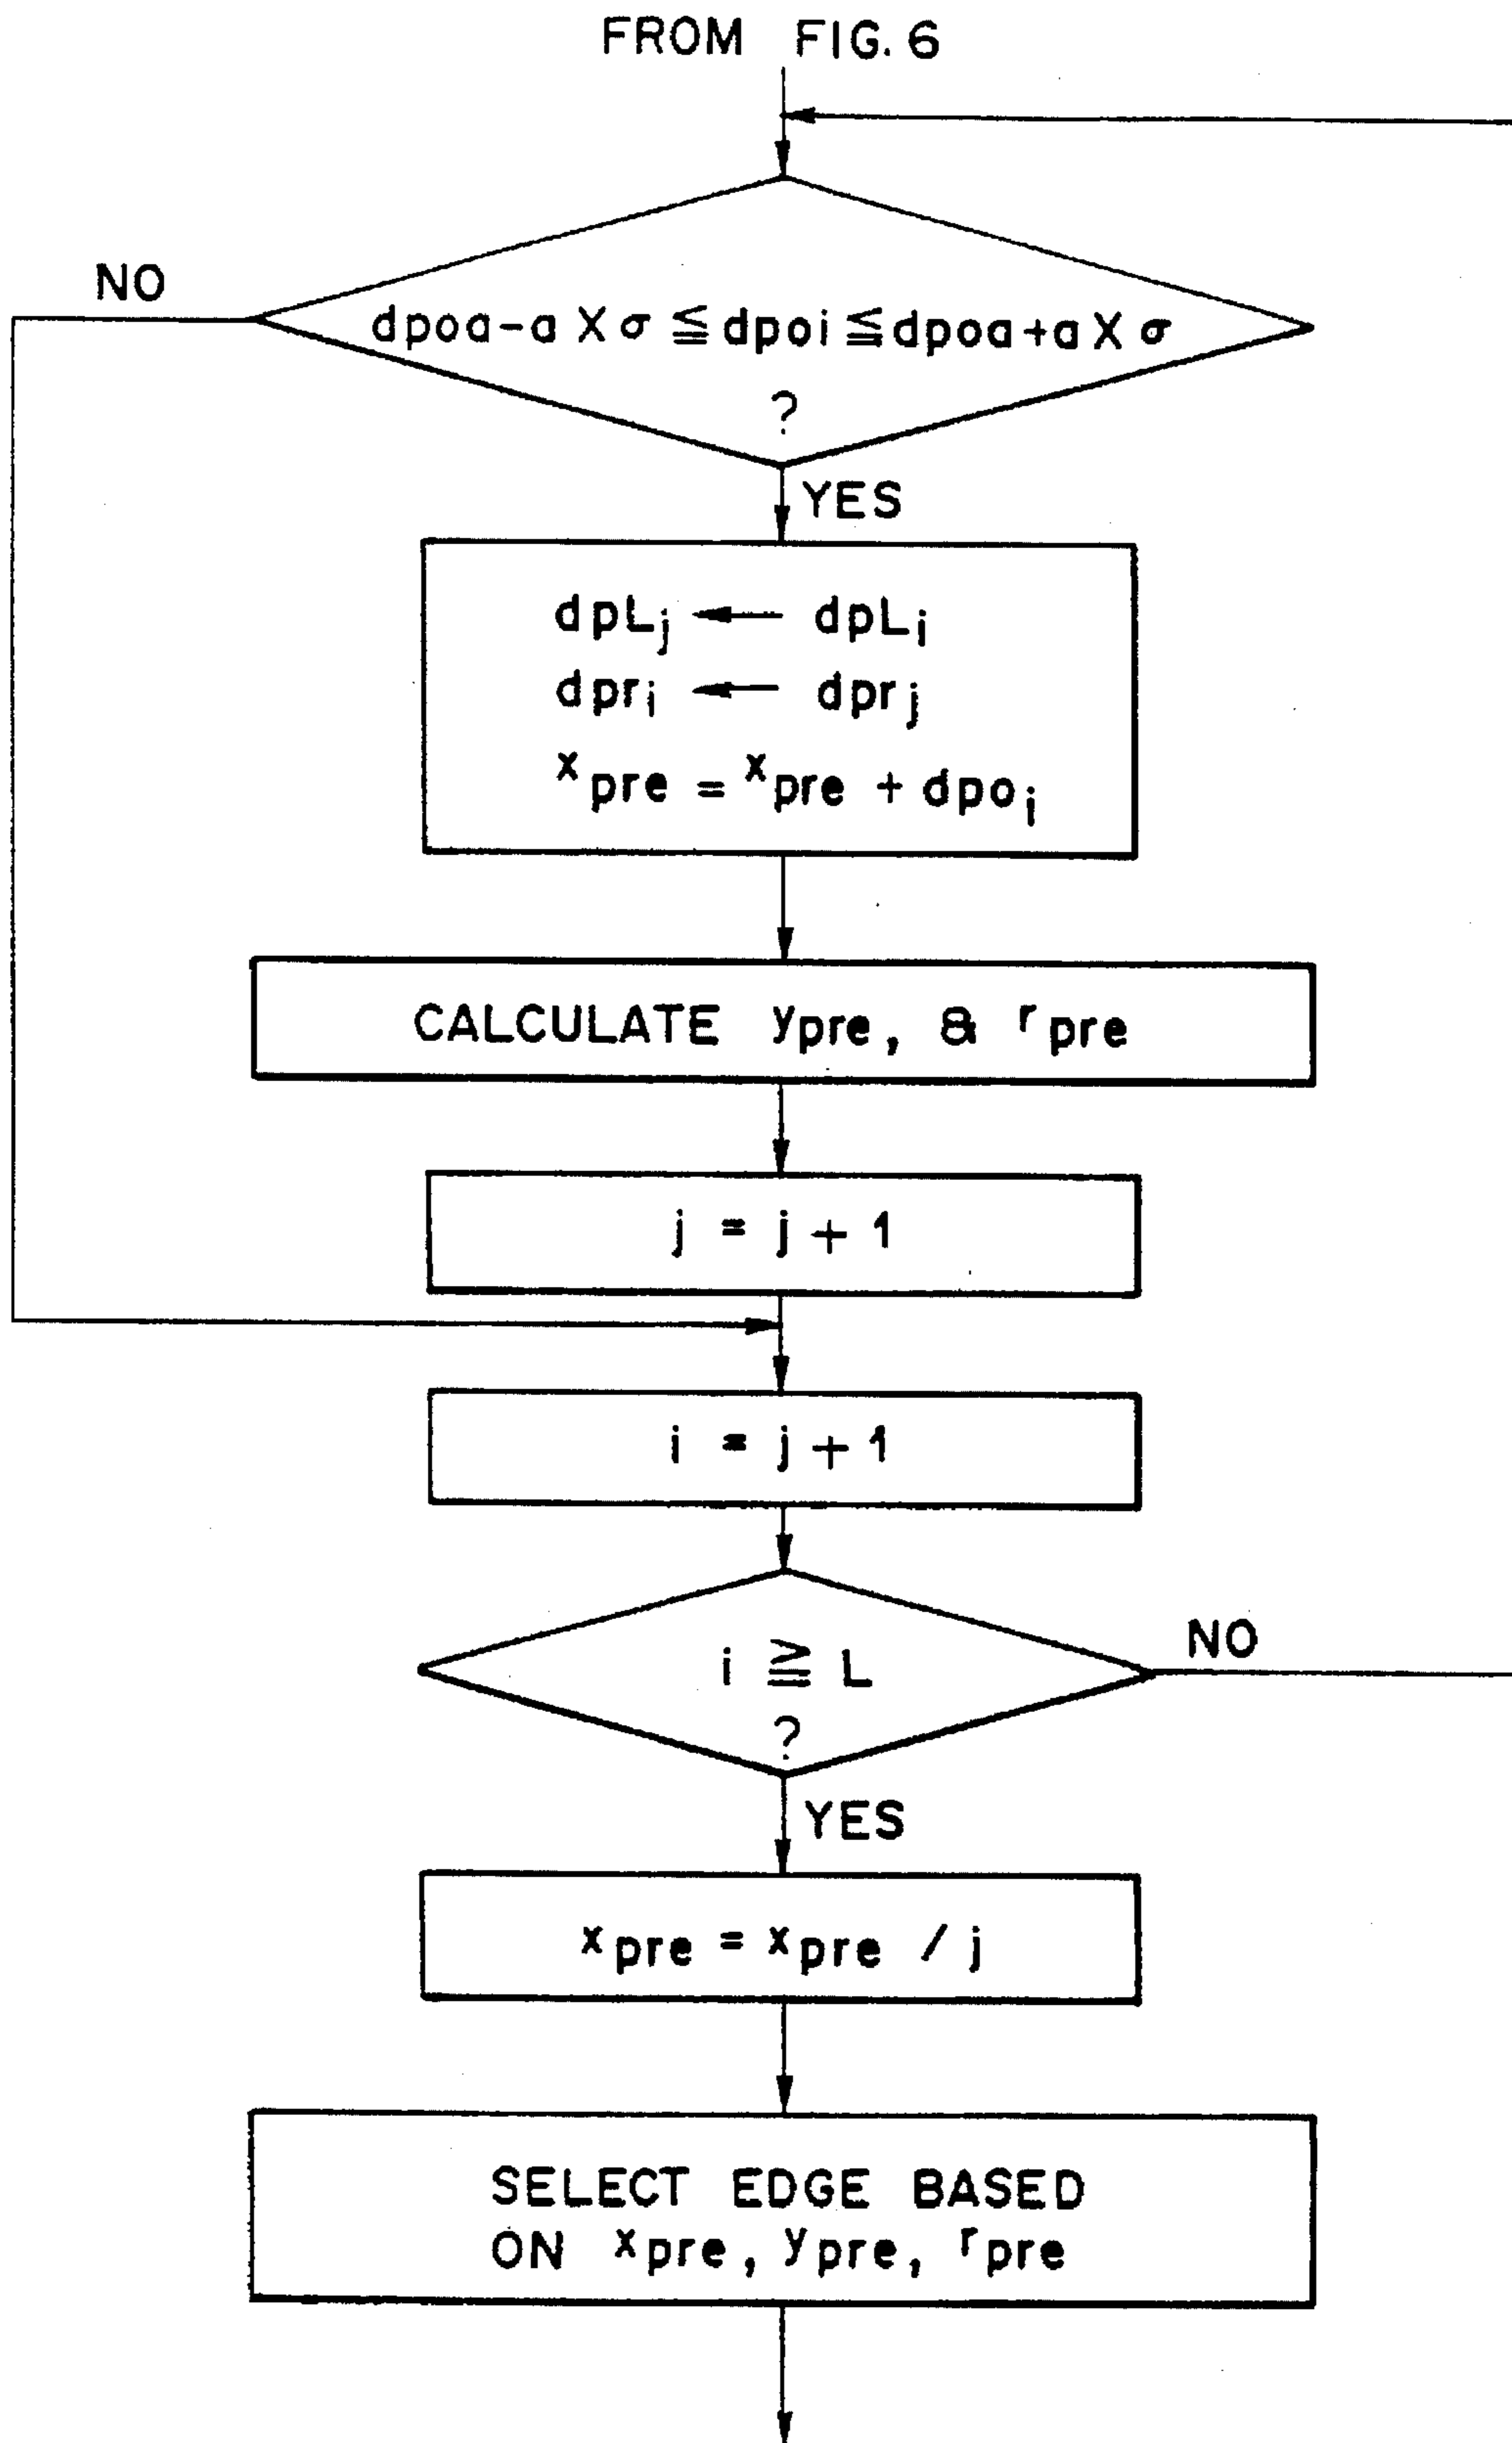 FROM FIG. 6
NO
dpoa-a X σ ≦ dpoi ≦ dpoa+a X σ
?
YES
dpLj ← dpLi
dpri ← dprj
xpre = xpre + dpoi
CALCULATE ypre, & rpre
j = j + 1
i = j + 1
i ≧ L
?
NO
YES
xpre = xpre / j
SELECT EDGE BASED
ON xpre, ypre, rpre